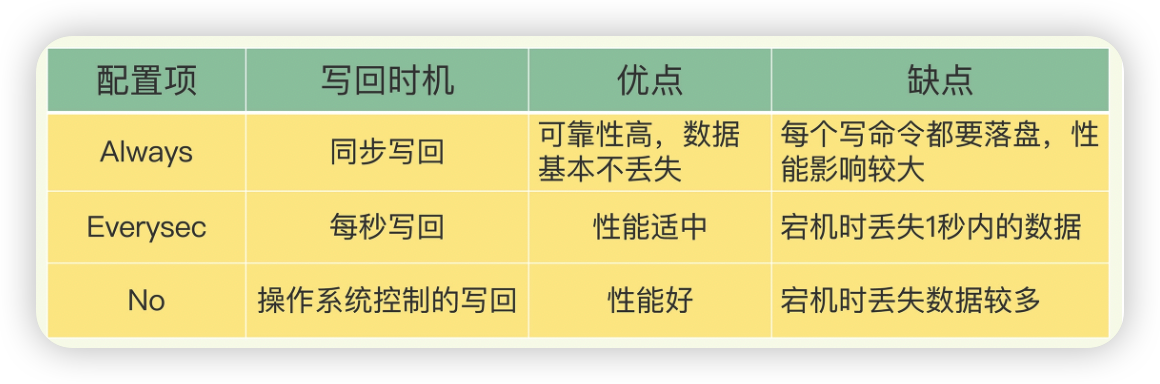 配置项 写回时机 优点 缺点
Always 同步写回 可靠性高，数据基本不丢失 每个写命令都要落盘，性能影响较大
Everysec 每秒写回 性能适中 宕机时丢失1秒内的数据
No 操作系统控制的写回 性能好 宕机时丢失数据较多